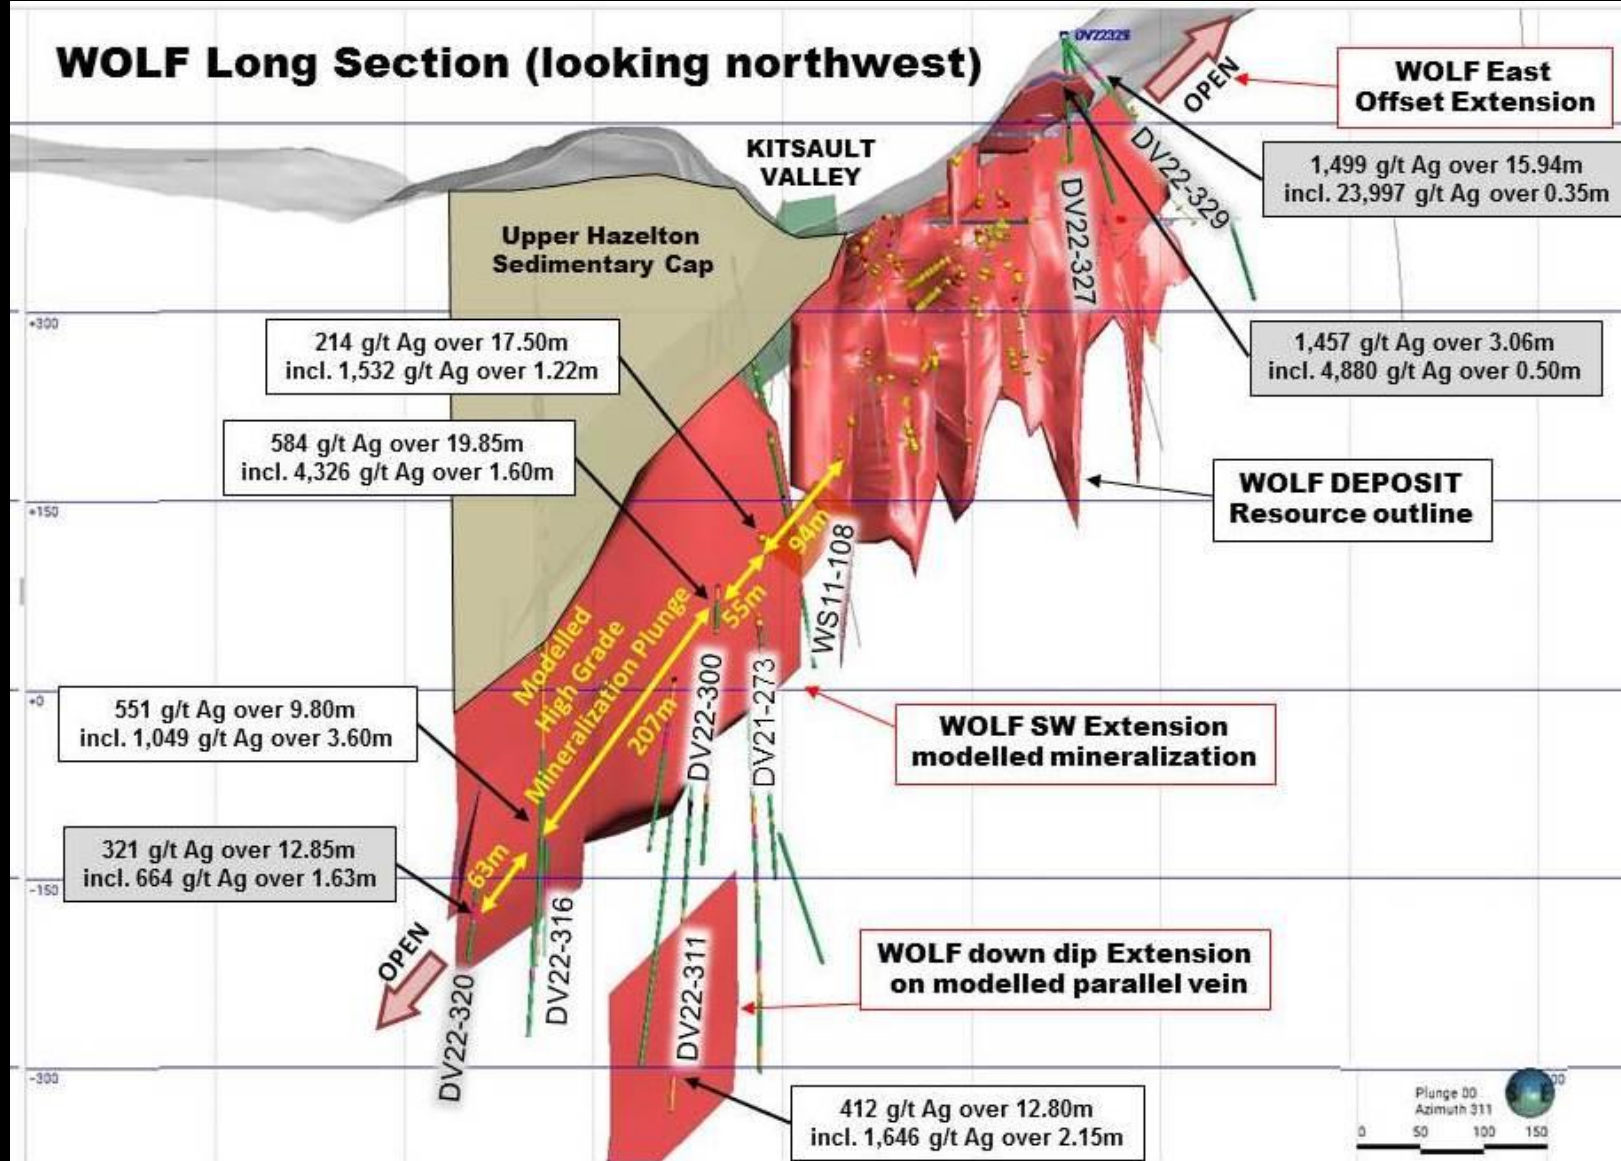 WOLF Long Section (looking northwest)
DV22329
OPEN
WOLF East
Offset Extension
KITSAULT
VALLEY
1,499 g/t Ag over 15.94m
incl. 23,997 g/t Ag over 0.35m
DV22-329
DV22-327
Upper Hazelton
Sedimentary Cap
+300
214 g/t Ag over 17.50m
incl. 1,532 g/t Ag over 1.22m
1,457 g/t Ag over 3.06m
incl. 4,880 g/t Ag over 0.50m
584 g/t Ag over 19.85m
incl. 4,326 g/t Ag over 1.60m
WOLF DEPOSIT
Resource outline
+150
94m
WS11-108
55m
Modelled
High Grade
Mineralization Plunge
207m
DV22-300
DV21-273
+0
551 g/t Ag over 9.80m
incl. 1,049 g/t Ag over 3.60m
WOLF SW Extension
modelled mineralization
321 g/t Ag over 12.85m
incl. 664 g/t Ag over 1.63m
63m
-150
OPEN
DV22-320
DV22-316
DV22-311
WOLF down dip Extension
on modelled parallel vein
-300
412 g/t Ag over 12.80m
incl. 1,646 g/t Ag over 2.15m
Plunge 00
Azimuth 311
S E
0 50 100 150